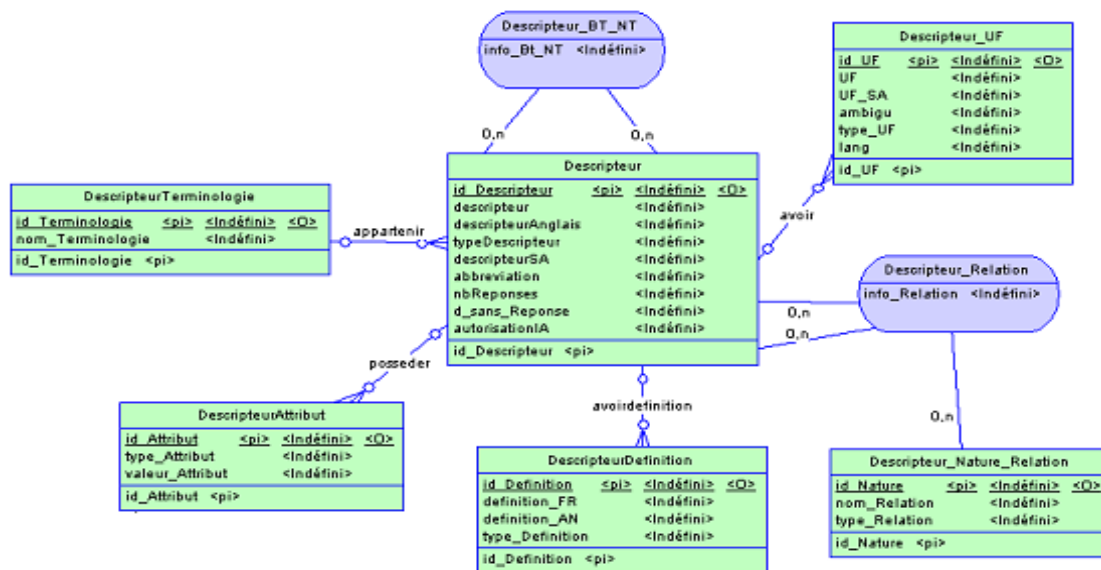 Descripteur_BT_NT
info_Bt_NT <Indéfini>
0,n
0,n
Descripteur_UF
id_UF <pi> <Indéfini> <O>
UF <Indéfini>
UF_SA <Indéfini>
ambigu <Indéfini>
type_UF <Indéfini>
lang <Indéfini>
id_UF <pi>
avoir
DescripteurTerminologie
id_Terminologie <pi> <Indéfini> <O>
nom_Terminologie <Indéfini>
id_Terminologie <pi>
appartenir
Descripteur
id_Descripteur <pi> <Indéfini> <O>
descripteur <Indéfini>
descripteurAnglais <Indéfini>
typeDescripteur <Indéfini>
descripteurSA <Indéfini>
abbreviation <Indéfini>
nbReponses <Indéfini>
d_sans_Reponse <Indéfini>
autorisationIA <Indéfini>
id_Descripteur <pi>
Descripteur_Relation
info_Relation <Indéfini>
0,n
0,n
0,n
posseder
DescripteurAttribut
id_Attribut <pi> <Indéfini> <O>
type_Attribut <Indéfini>
valeur_Attribut <Indéfini>
id_Attribut <pi>
avoirdefinition
DescripteurDefinition
id_Definition <pi> <Indéfini> <O>
definition_FR <Indéfini>
definition_AN <Indéfini>
type_Definition <Indéfini>
id_Definition <pi>
Descripteur_Nature_Relation
id_Nature <pi> <Indéfini> <O>
nom_Relation <Indéfini>
type_Relation <Indéfini>
id_Nature <pi>